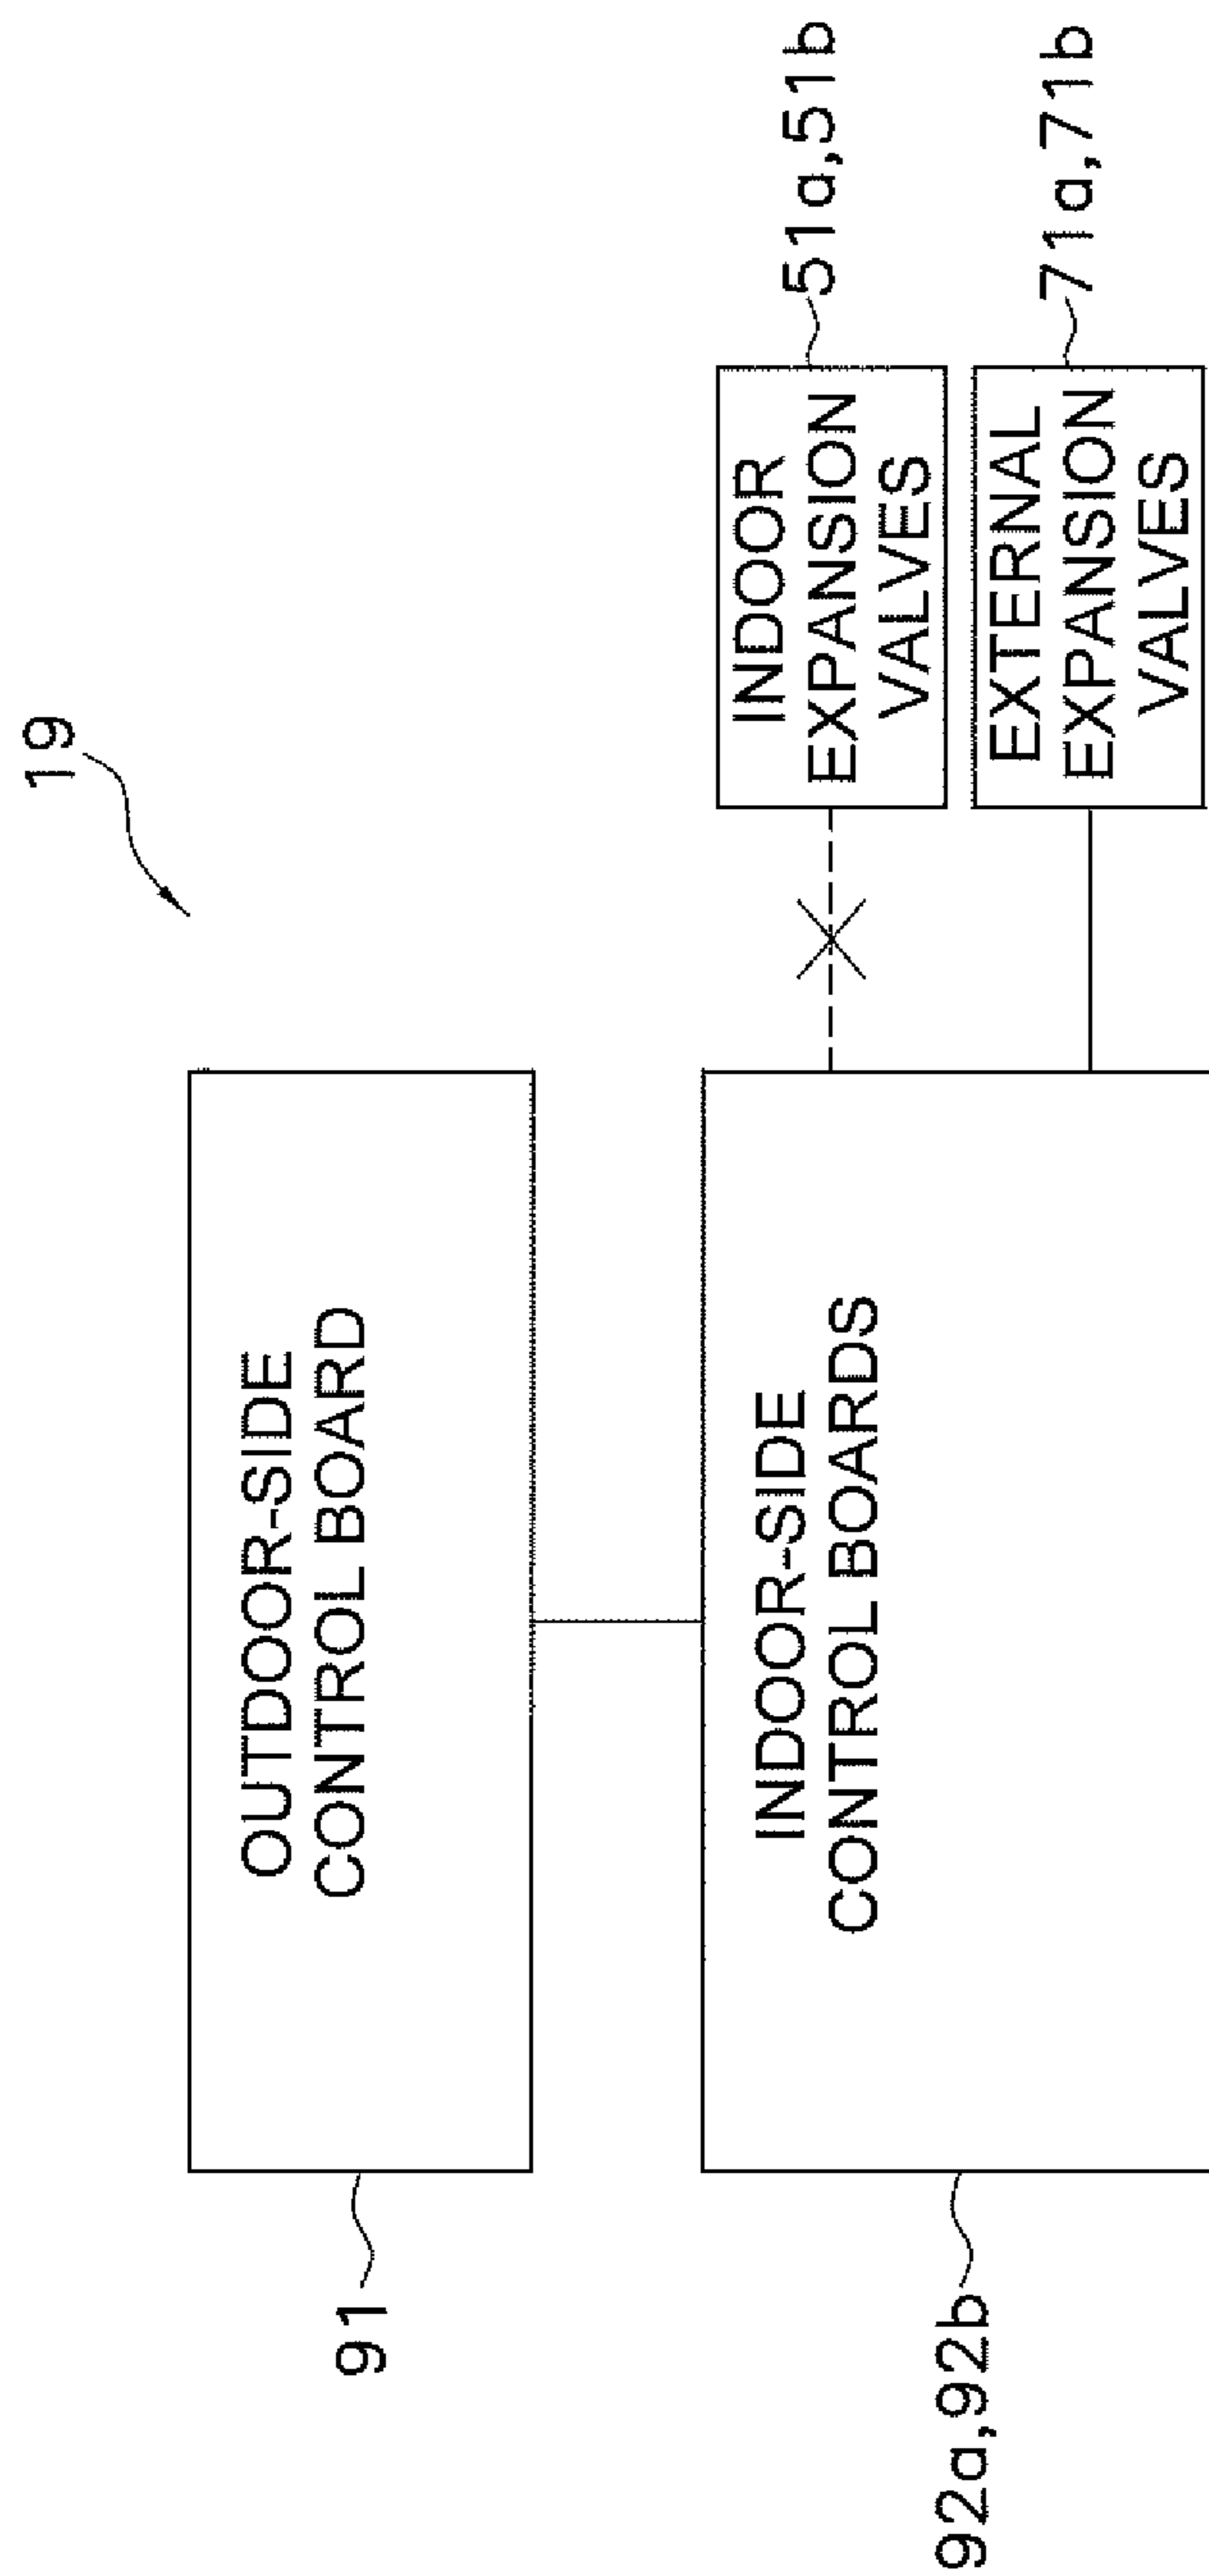 19
OUTDOOR-SIDE
CONTROL BOARD
91
INDOOR-SIDE
CONTROL BOARDS
92a,92b
INDOOR
EXPANSION
VALVES
51a,51b
EXTERNAL
EXPANSION
VALVES
71a,71b